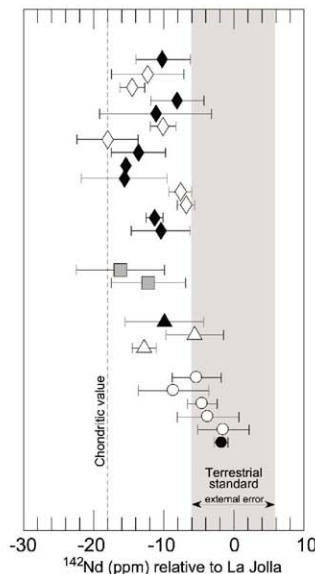 Chondritic value
Terrestrial
standard
external error
-30 -20 -10 0 10
¹⁴²Nd (ppm) relative to La Jolla